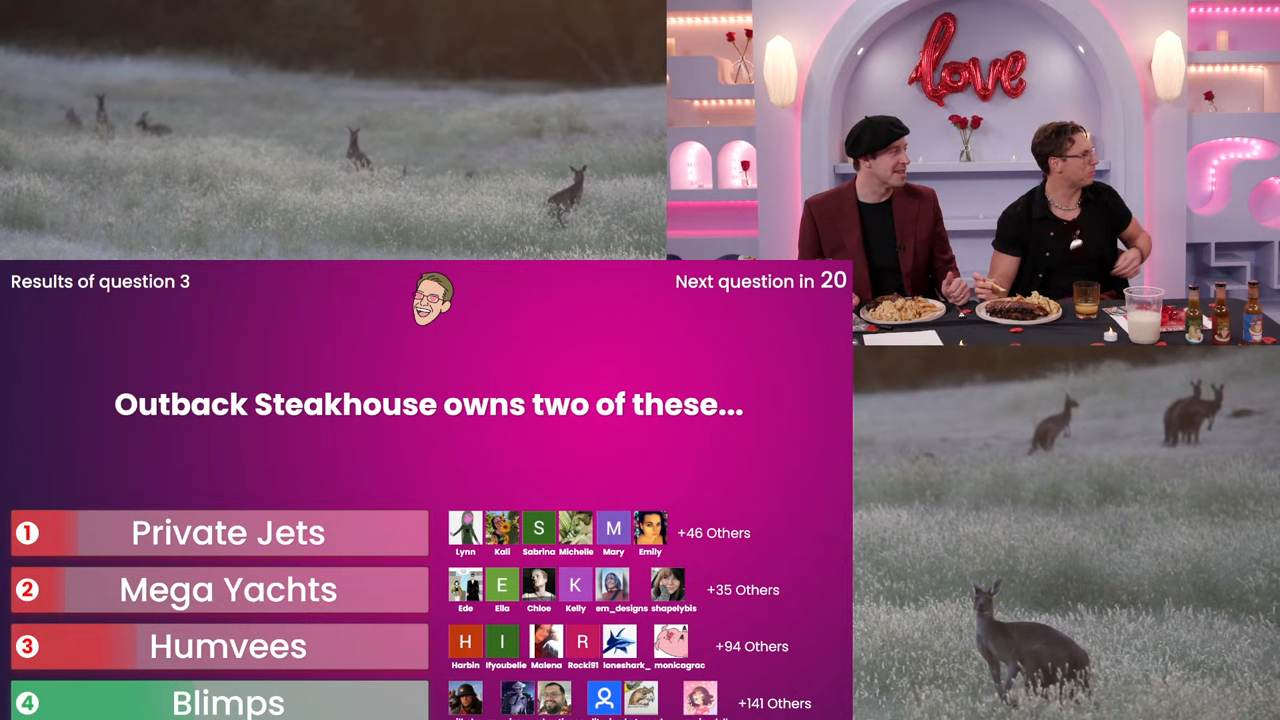 love
Results of question 3
Next question in 20
Outback Steakhouse owns two of these...
1 Private Jets
S M
Lynn Kali Sabrina Michelle Mary Emily
+46 Others
2 Mega Yachts
E K
Ede Ella Chloe Kelly em_designs shapelybis
+35 Others
3 Humvees
H I R
Harbin Ifyoubelie Malena Rocki91 loneshark_ monicagrac
+94 Others
4 Blimps
+141 Others